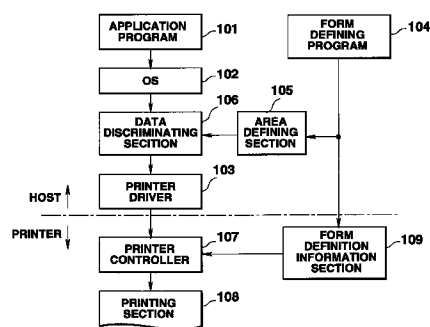 APPLICATION
PROGRAM
101
FORM
DEFINING
PROGRAM
104
OS
102
106
105
DATA
DISCRIMINATING
SECITION
AREA
DEFINING
SECTION
103
PRINTER
DRIVER
HOST
PRINTER
PRINTER
CONTROLLER
107
FORM
DEFINITION
INFORMATION
SECTION
109
PRINTING
SECTION
108